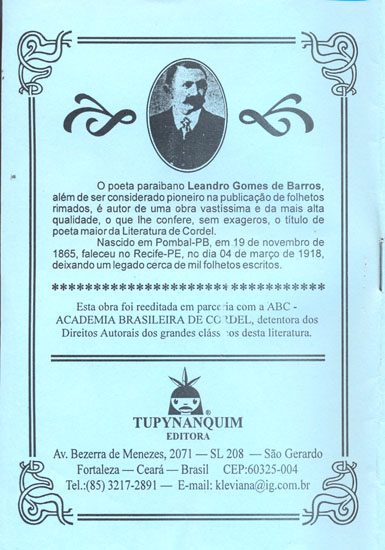 O poeta paraibano Leandro Gomes de Barros,
além de ser considerado pioneiro na publicação de folhetos
rimados, é autor de uma obra vastíssima e da mais alta
qualidade, o que lhe confere, sem exageros, o titulo de
poeta maior da Literatura de Cordel.
Nascido em Pombal-PB, em 19 de novembro de
1865, faleceu no Recife-PE, no dia 04 de março de 1918,
deixando um legado cerca de mil folhetos escritos.
***********************************
Esta obra foi reeditada em parceria com a ABC -
ACADEMIA BRASILEIRA DE CORDEL, detentora dos
Direitos Autorais dos grandes clássicos desta literatura.
TUPYNANQUIM®
EDITORA
Av. Bezerra de Menezes, 2071 — SL 208 — São Gerardo
Fortaleza — Ceará — Brasil CEP:60325-004
Tel.:(85) 3217-2891 — E-mail: kleviana@ig.com.br